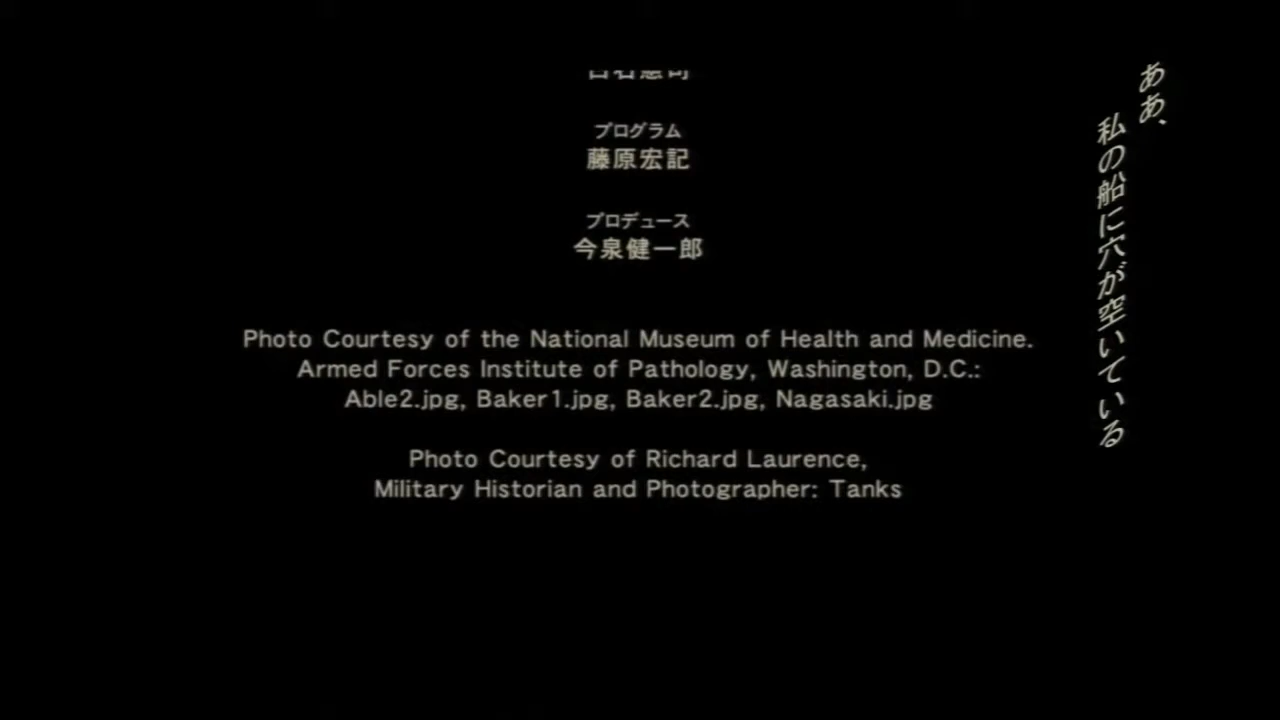 プログラム
藤原宏記
プロデュース
今泉健一郎
Photo Courtesy of the National Museum of Health and Medicine.
Armed Forces Institute of Pathology, Washington, D.C.:
Able2.jpg, Baker1.jpg, Baker2.jpg, Nagasaki.jpg
Photo Courtesy of Richard Laurence,
Military Historian and Photographer: Tanks
ああ、
私の船に穴が空いている